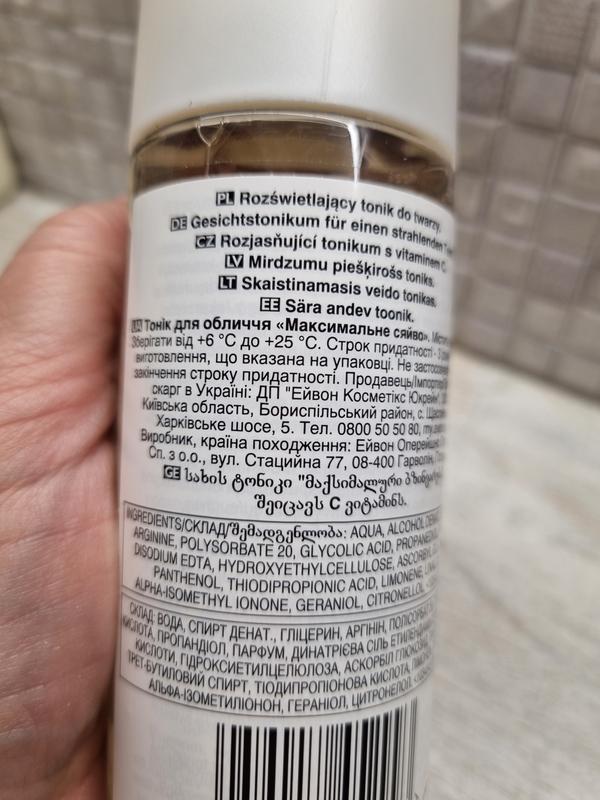 PL Rozświetlający tonik do twarzy.
DE Gesichtstonikum für einen strahlenden
CZ Rozjasňující tonikum s vitaminem C.
LV Mirdzumu piešķirošs toniks.
LT Skaistinamasis veido tonikas.
EE Sära andev toonik.
UA Тонік для обличчя «Максимальне сяйво».
Зберігати від +6 °C до +25 °C. Строк придатності - 3
виготовлення, що вказана на упаковці. Не
закінчення строку придатності. Продавець/Імпортер
скарг в Україні: ДП "Ейвон Косметікс Юкрейн",
Київська область, Бориспільський район, с.
Харківське шосе, 5. Тел. 0800 50 50 80,
Виробник, країна походження: Ейвон
Сп. з о.о., вул. Стаційна 77, 08-400 Гарволін,
GE სახის ტონიკი "მაქსიმალური
შეიცავს C ვიტამინს.
INGREDIENTS/СКЛАД/შემადგენლობა: AQUA, ALCOHOL
ARGININE, POLYSORBATE 20, GLYCOLIC ACID,
DISODIUM EDTA, HYDROXYETHYLCELLULOSE,
PANTHENOL, THIODIPROPIONIC ACID, LIMONENE,
ALPHA-ISOMETHYL IONONE, GERANIOL, CITRONELLOL
СКЛАД: ВОДА, СПИРТ ДЕНАТ., ГЛІЦЕРИН, АРГІНІН,
КИСЛОТА, ПРОПАНДІОЛ, ПАРФУМ, ДИНАТРІЄВА СІЛЬ
КИСЛОТИ, ГІДРОКСИЕТИЛЦЕЛЮЛОЗА, АСКОРБІЛ
ТРЕТ-БУТИЛОВИЙ СПИРТ, ТІОДИПРОПІОНОВА КИСЛОТА,
АЛЬФА-ІЗОМЕТИЛІОНОН, ГЕРАНІОЛ, ЦИТРОНЕЛОЛ